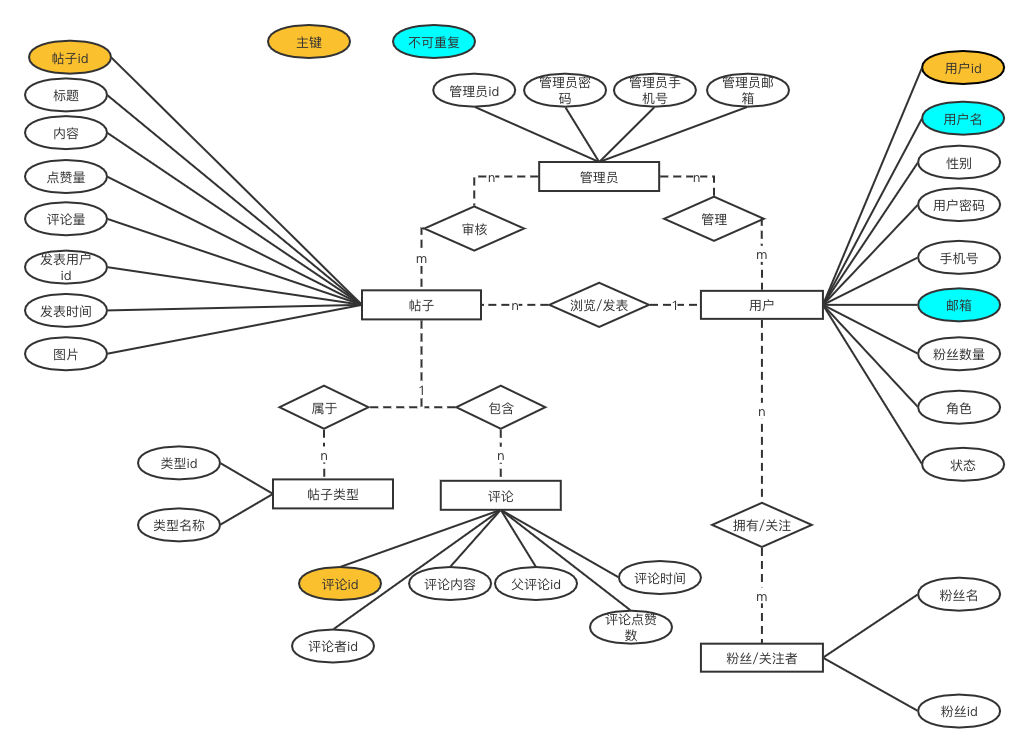 主键
不可重复
帖子id
标题
内容
点赞量
评论量
发表用户
id
发表时间
图片
管理员id
管理员密
码
管理员手
机号
管理员邮
箱
用户id
用户名
性别
用户密码
手机号
邮箱
粉丝数量
角色
状态
n
管理员
n
审核
管理
m
m
帖子
n
浏览/发表
1
用户
1
属于
包含
n
n
n
类型id
类型名称
帖子类型
评论
拥有/关注
评论id
评论内容
父评论id
评论时间
评论点赞
数
评论者id
m
粉丝/关注者
粉丝名
粉丝id